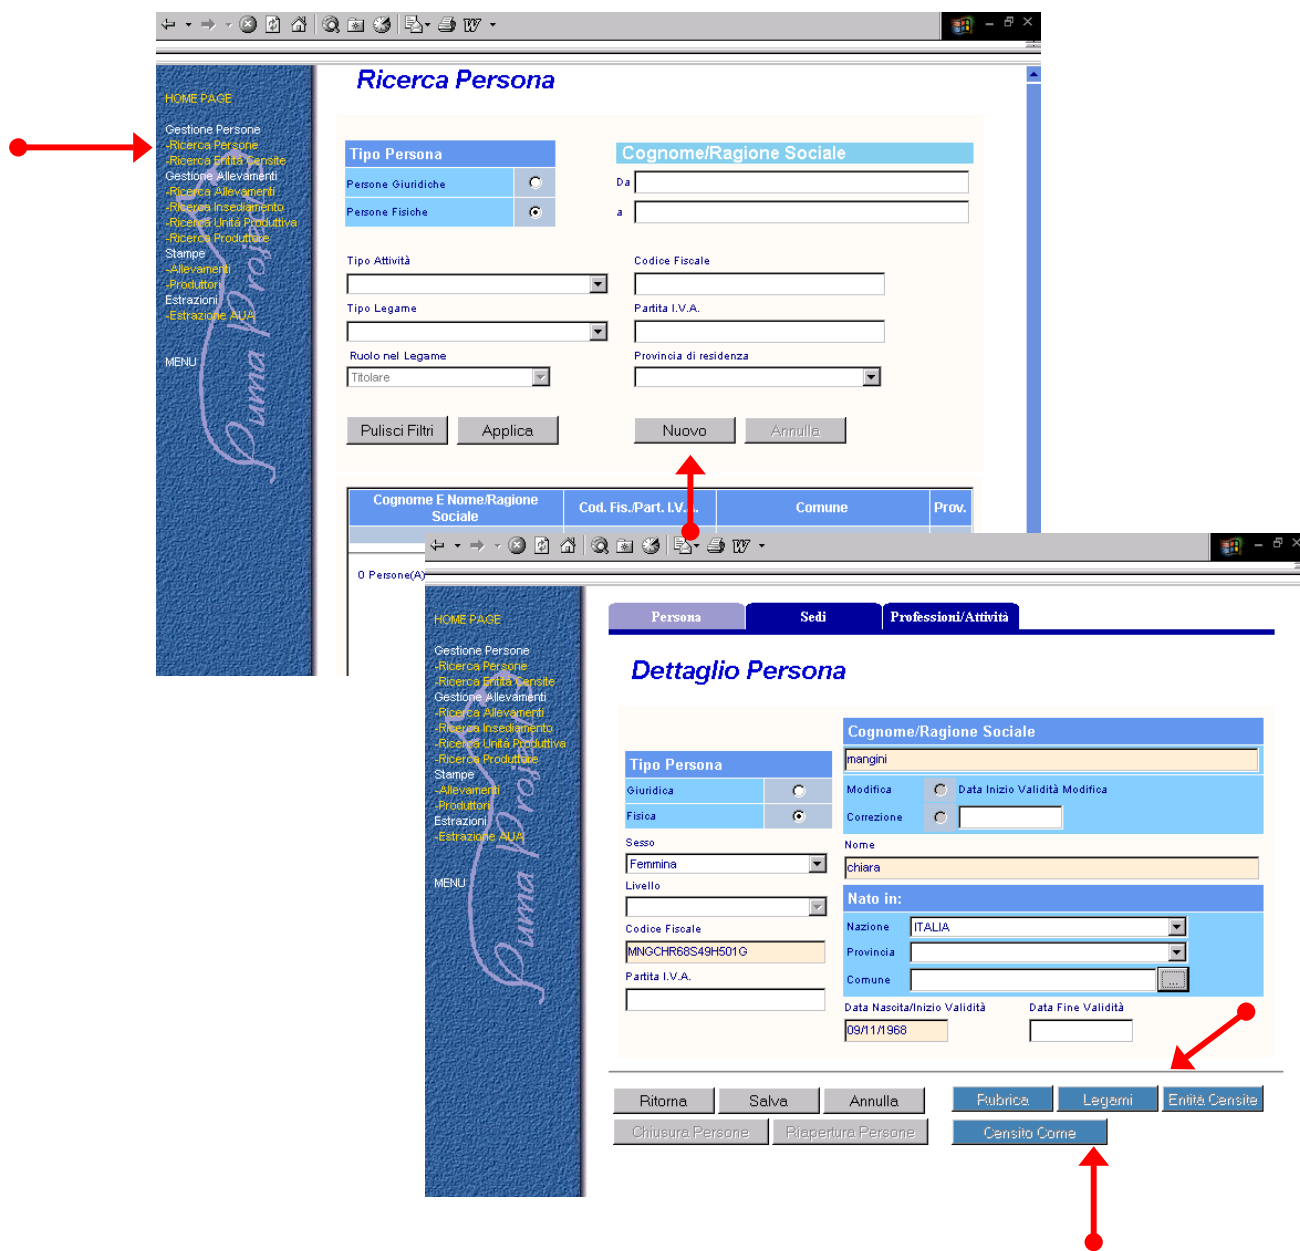 Ricerca Persona
HOME PAGE
Gestione Persone
-Ricerca Persone
-Ricerca Entità Censite
Gestione Allevamenti
-Ricerca Allevamenti
-Ricerca Insediamento
-Ricerca Unità Produttiva
-Ricerca Produttore
Stampe
-Allevamenti
-Produttori
Estrazioni
-Estrazione AUA
MENU
Puma Project
Tipo Persona
Persone Giuridiche
Persone Fisiche
Cognome/Ragione Sociale
Da
a
Tipo Attività
Codice Fiscale
Tipo Legame
Partita I.V.A.
Ruolo nel Legame
Provincia di residenza
Titolare
Pulisci Filtri
Applica
Nuovo
Annulla
Cognome E Nome/Ragione
Sociale
Cod. Fis./Part. I.V.A.
Comune
Prov.
0 Persone(A)
HOME PAGE
Gestione Persone
-Ricerca Persone
-Ricerca Entità Censite
Gestione Allevamenti
-Ricerca Allevamenti
-Ricerca Insediamento
-Ricerca Unità Produttiva
-Ricerca Produttore
Stampe
-Allevamenti
-Produttori
Estrazioni
-Estrazione AUA
MENU
Puma Project
Persona
Sedi
Professioni/Attività
Dettaglio Persona
Tipo Persona
Giuridica
Fisica
Sesso
Femmina
Livello
Codice Fiscale
MNGCHR68S49H501G
Partita I.V.A.
Cognome/Ragione Sociale
mangini
Modifica
Data Inizio Validità Modifica
Correzione
Nome
chiara
Nato in:
Nazione
ITALIA
Provincia
Comune
...
Data Nascita/Inizio Validità
Data Fine Validità
09/11/1968
Ritorna
Salva
Annulla
Rubrica
Legami
Entità Censite
Chiusura Persone
Riapertura Persone
Censito Come